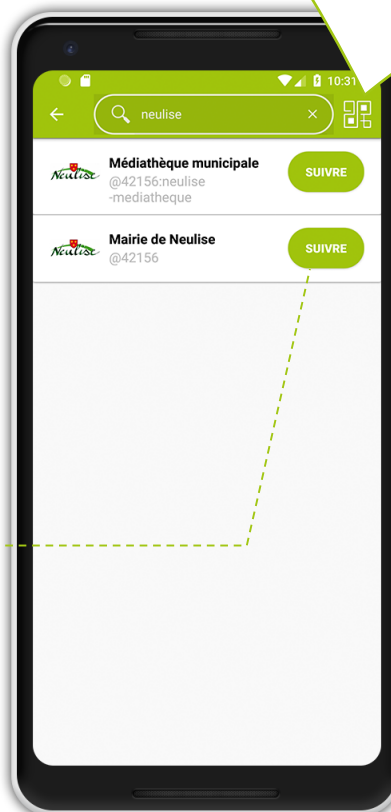 10:31
neulise
Neulise
Médiathèque municipale
@42156:neulise
-mediatheque
SUIVRE
Neulise
Mairie de Neulise
@42156
SUIVRE